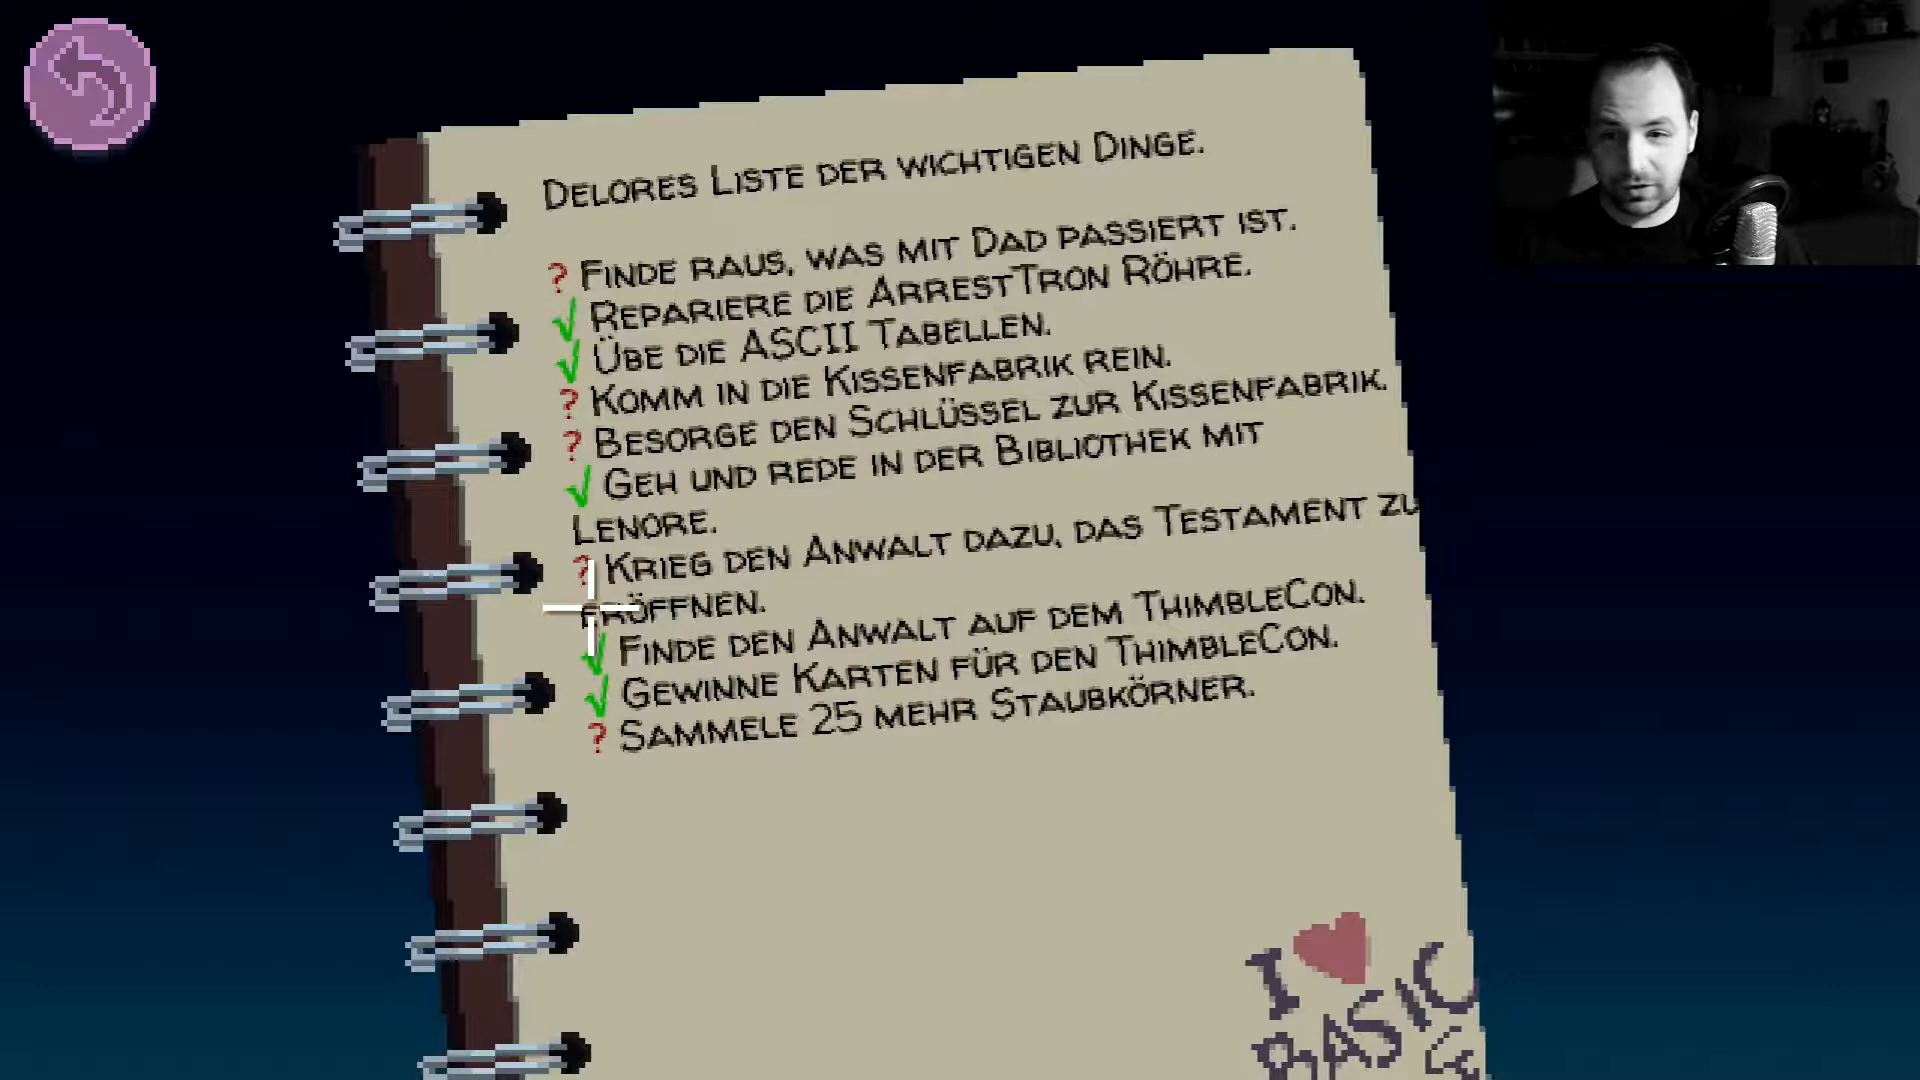 Delores Liste der wichtigen Dinge.
? Finde raus, was mit Dad passiert ist.
√ Repariere die ArrestTron Röhre.
√ Übe die ASCII Tabellen.
? Komm in die Kissenfabrik rein.
? Besorge den Schlüssel zur Kissenfabrik.
√ Geh und rede in der Bibliothek mit
Lenore.
? Krieg den Anwalt dazu, das Testament zu
eröffnen.
√ Finde den Anwalt auf dem ThimbleCon.
√ Gewinne Karten für den ThimbleCon.
? Sammele 25 mehr Staubkörner.
I ♥
BASIC